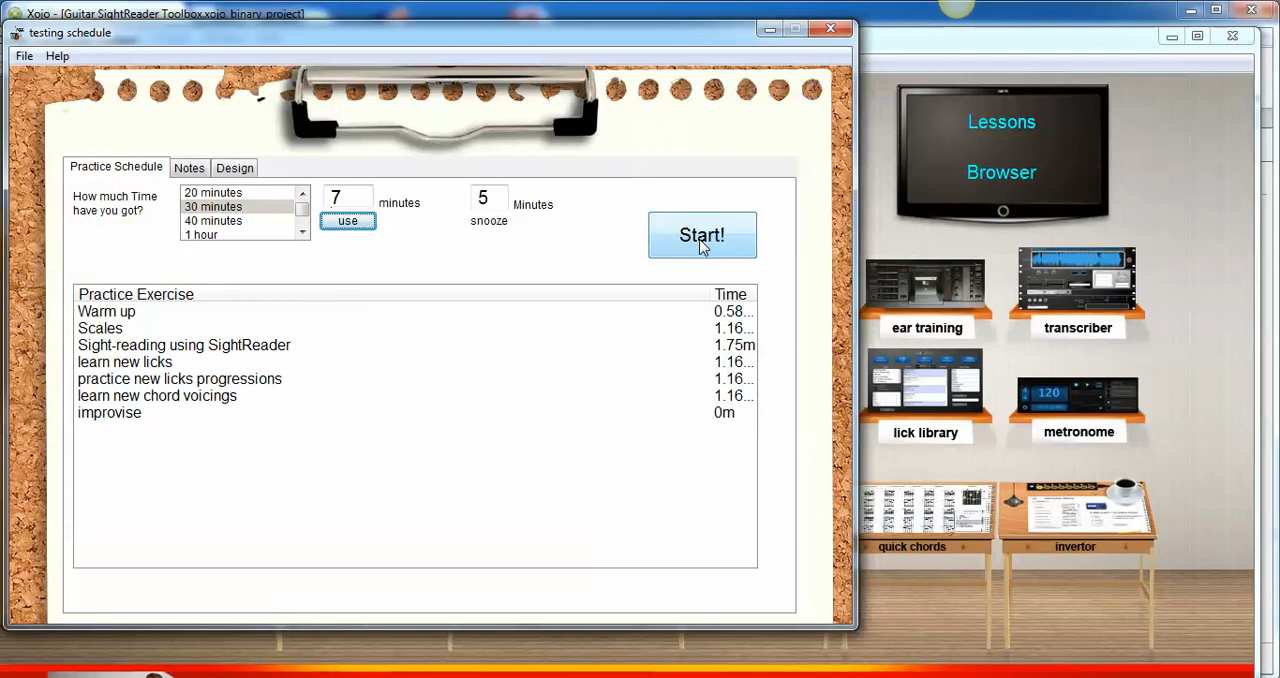 Xojo - [Guitar SightReader Toolbox.xojo_binary_project]
testing schedule
File Help
Practice Schedule Notes Design
How much Time
have you got?
20 minutes
30 minutes
40 minutes
1 hour
7 minutes
use
5 Minutes
snooze
Start!
Practice Exercise Time
Warm up 0.58...
Scales 1.16...
Sight-reading using SightReader 1.75m
learn new licks 1.16...
practice new licks progressions 1.16...
learn new chord voicings 1.16...
improvise 0m
Lessons
Browser
ear training
transcriber
120
lick library
metronome
quick chords
invertor